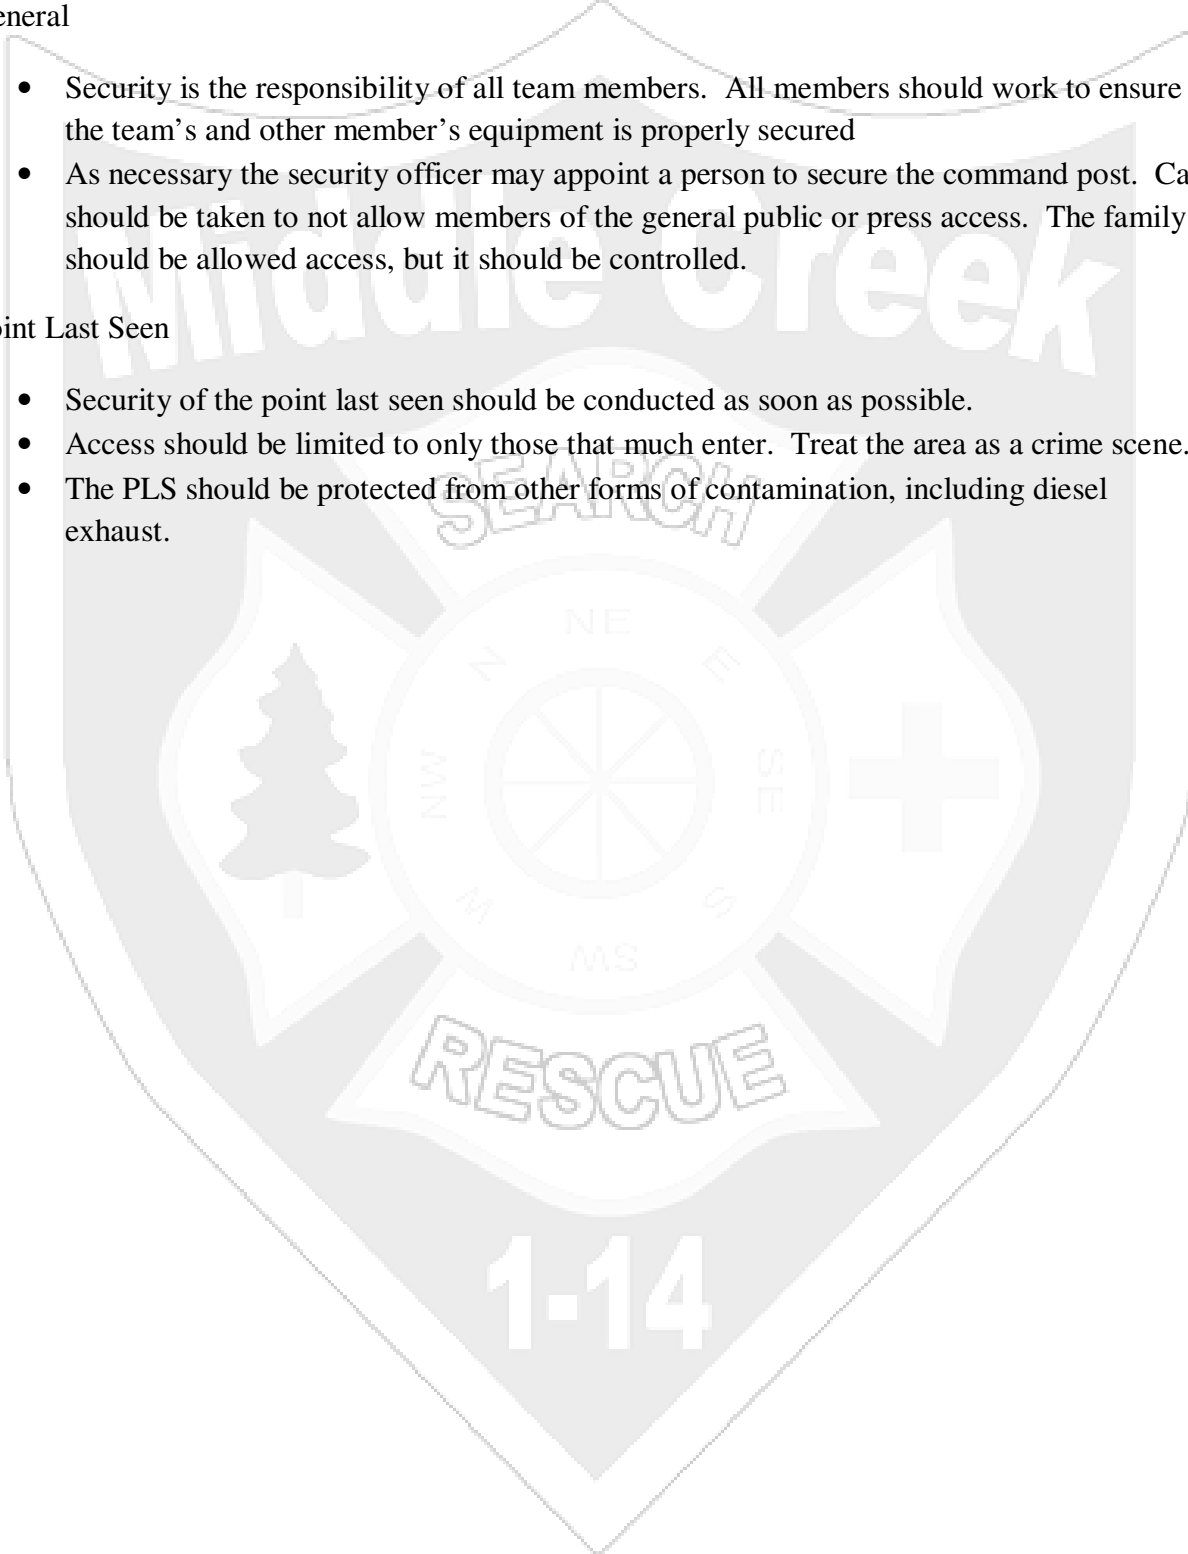 eneral
• Security is the responsibility of all team members.  All members should work to ensure
the team’s and other member’s equipment is properly secured
• As necessary the security officer may appoint a person to secure the command post.  Ca
should be taken to not allow members of the general public or press access.  The family
should be allowed access, but it should be controlled.
Middle Creek
oint Last Seen
• Security of the point last seen should be conducted as soon as possible.
• Access should be limited to only those that much enter.  Treat the area as a crime scene.
• The PLS should be protected from other forms of contamination, including diesel
exhaust.
SEARCH
NE
N E
NW SE
W S
SW
RESCUE
1-14